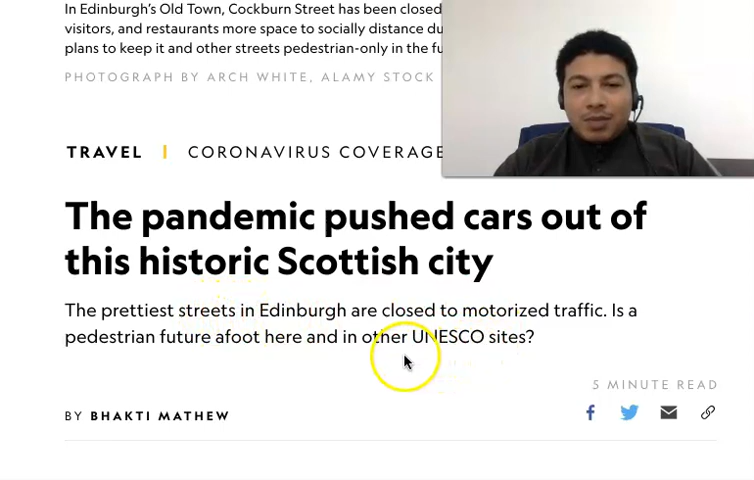 In Edinburgh's Old Town, Cockburn Street has been closed
visitors, and restaurants more space to socially distance
plans to keep it and other streets pedestrian-only in the
PHOTOGRAPH BY ARCH WHITE, ALAMY STOCK
TRAVEL | CORONAVIRUS COVERAGE
The pandemic pushed cars out of
this historic Scottish city
The prettiest streets in Edinburgh are closed to motorized traffic. Is a
pedestrian future afoot here and in other UNESCO sites?
5 MINUTE READ
BY BHAKTI MATHEW